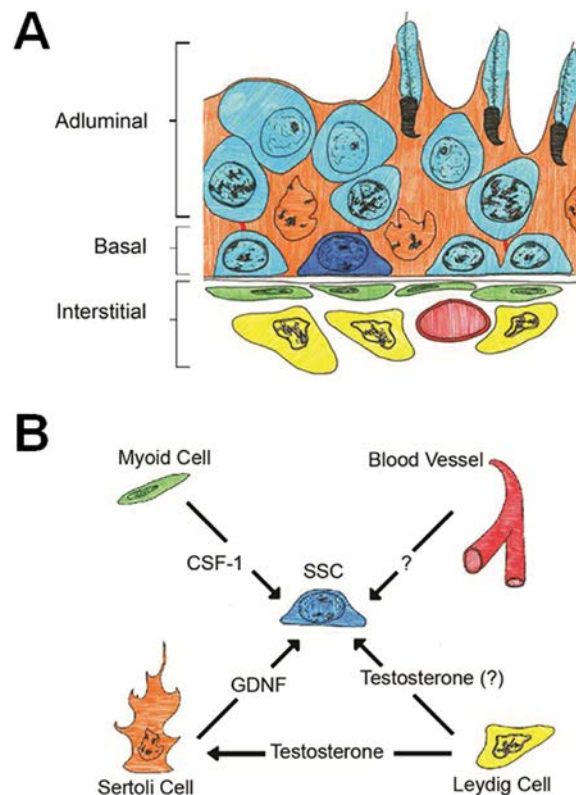 A
Adluminal
Basal
Interstitial
B
Myoid Cell
Blood Vessel
CSF-1
SSC
?
GDNF
Testosterone (?)
Testosterone
Sertoli Cell
Leydig Cell